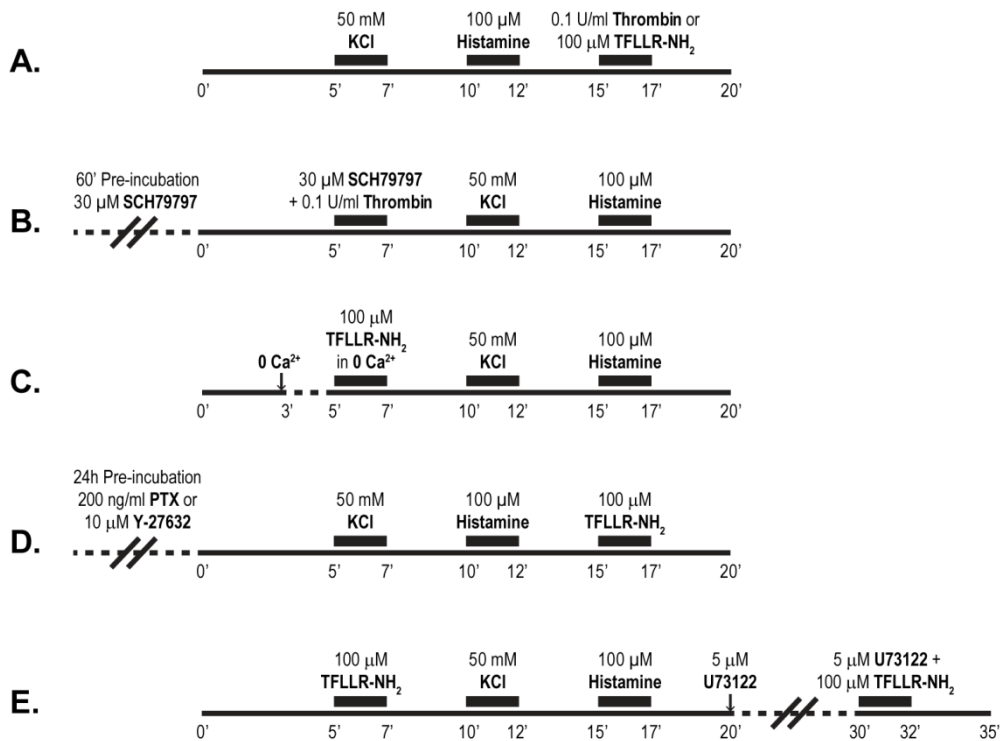 A.
50 mM
KCl
100 µM
Histamine
0.1 U/ml Thrombin or
100 µM TFLLR-NH₂
0’ 5’ 7’ 10’ 12’ 15’ 17’ 20’
B.
60’ Pre-incubation
30 µM SCH79797
30 µM SCH79797
+ 0.1 U/ml Thrombin
50 mM
KCl
100 µM
Histamine
0’ 5’ 7’ 10’ 12’ 15’ 17’ 20’
C.
0 Ca²⁺
100 µM
TFLLR-NH₂
in 0 Ca²⁺
50 mM
KCl
100 µM
Histamine
0’ 3’ 5’ 7’ 10’ 12’ 15’ 17’ 20’
D.
24h Pre-incubation
200 ng/ml PTX or
10 µM Y-27632
50 mM
KCl
100 µM
Histamine
100 µM
TFLLR-NH₂
0’ 5’ 7’ 10’ 12’ 15’ 17’ 20’
E.
100 µM
TFLLR-NH₂
50 mM
KCl
100 µM
Histamine
5 µM
U73122
5 µM U73122 +
100 µM TFLLR-NH₂
0’ 5’ 7’ 10’ 12’ 15’ 17’ 20’ 30’ 32’ 35’